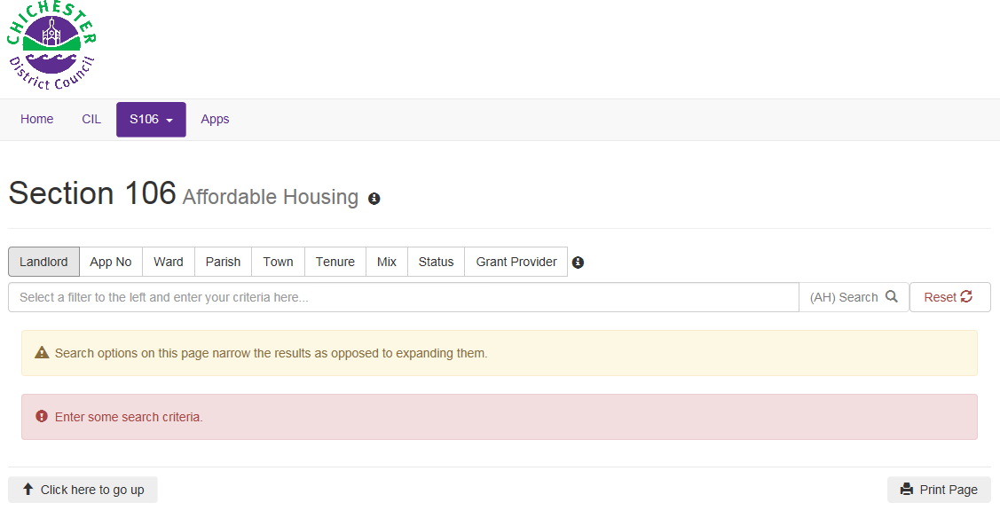 CHICHESTER
District Council
Home CIL S106 Apps
Section 106 Affordable Housing
Landlord App No Ward Parish Town Tenure Mix Status Grant Provider
Select a filter to the left and enter your criteria here... (AH) Search Reset
Search options on this page narrow the results as opposed to expanding them.
Enter some search criteria.
Click here to go up Print Page